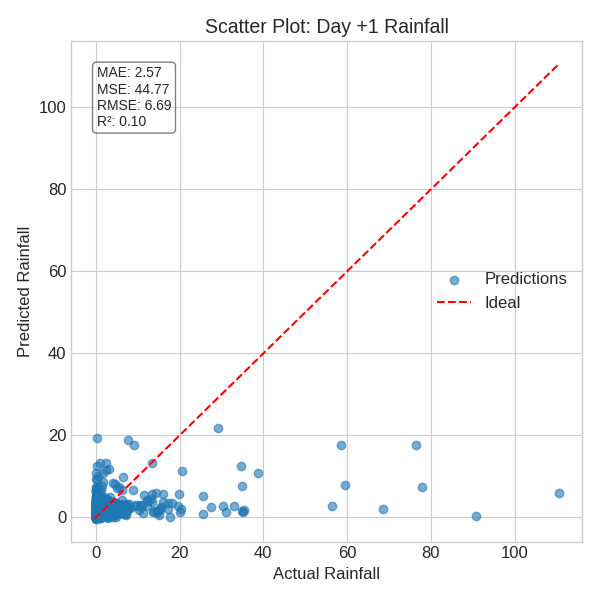 Scatter Plot: Day +1 Rainfall
MAE: 2.57
MSE: 44.77
RMSE: 6.69
R²: 0.10
100
80
60
40
20
0
Predicted Rainfall
Predictions
Ideal
0 20 40 60 80 100
Actual Rainfall